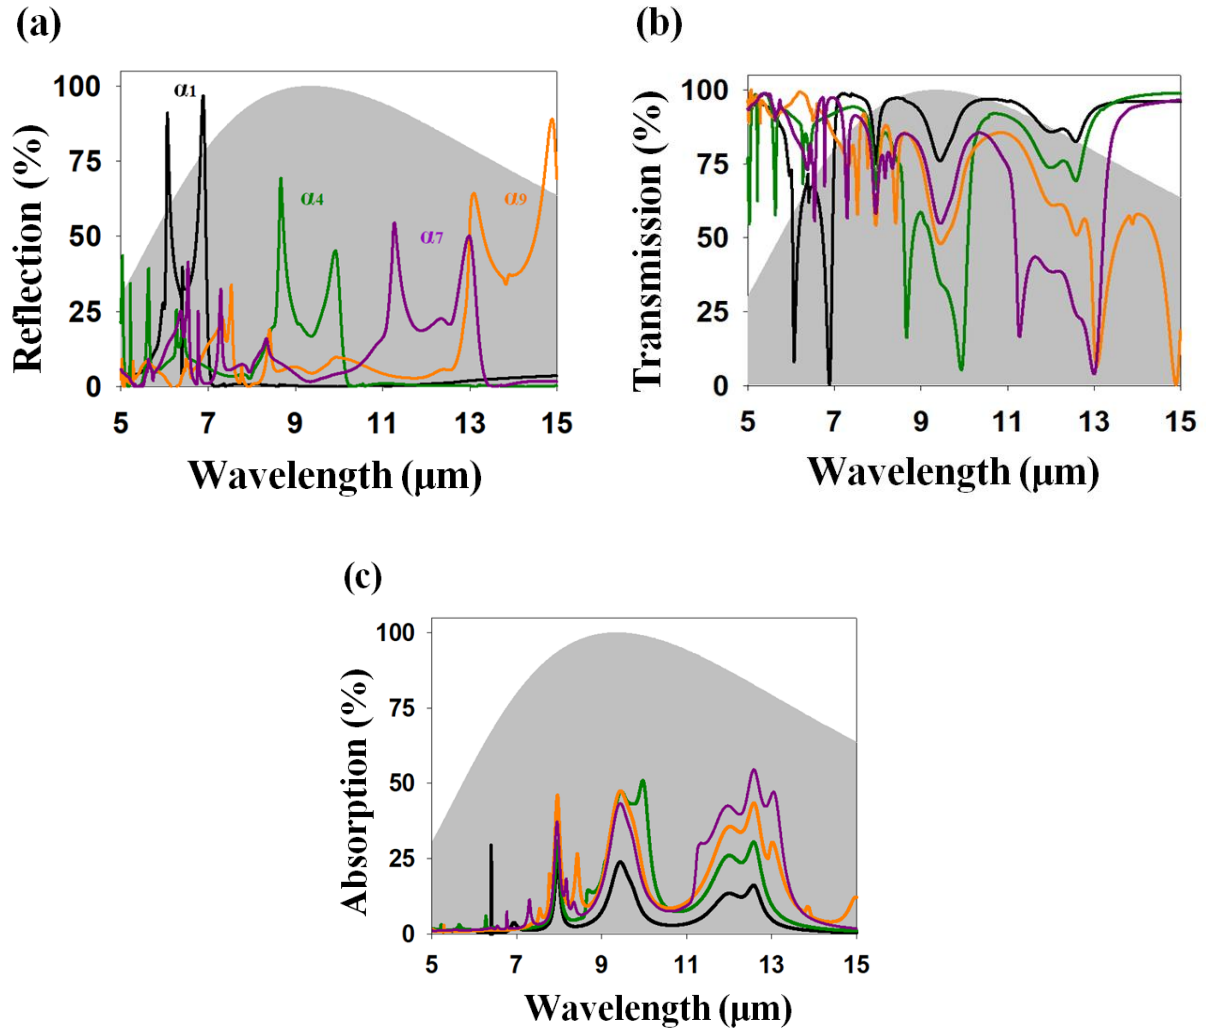 (a)
Reflection (%)
100
75
50
25
0
α1
α4
α7
α9
5 7 9 11 13 15
Wavelength (μm)
(b)
Transmission (%)
100
75
50
25
0
5 7 9 11 13 15
Wavelength (μm)
(c)
Absorption (%)
100
75
50
25
0
5 7 9 11 13 15
Wavelength (μm)